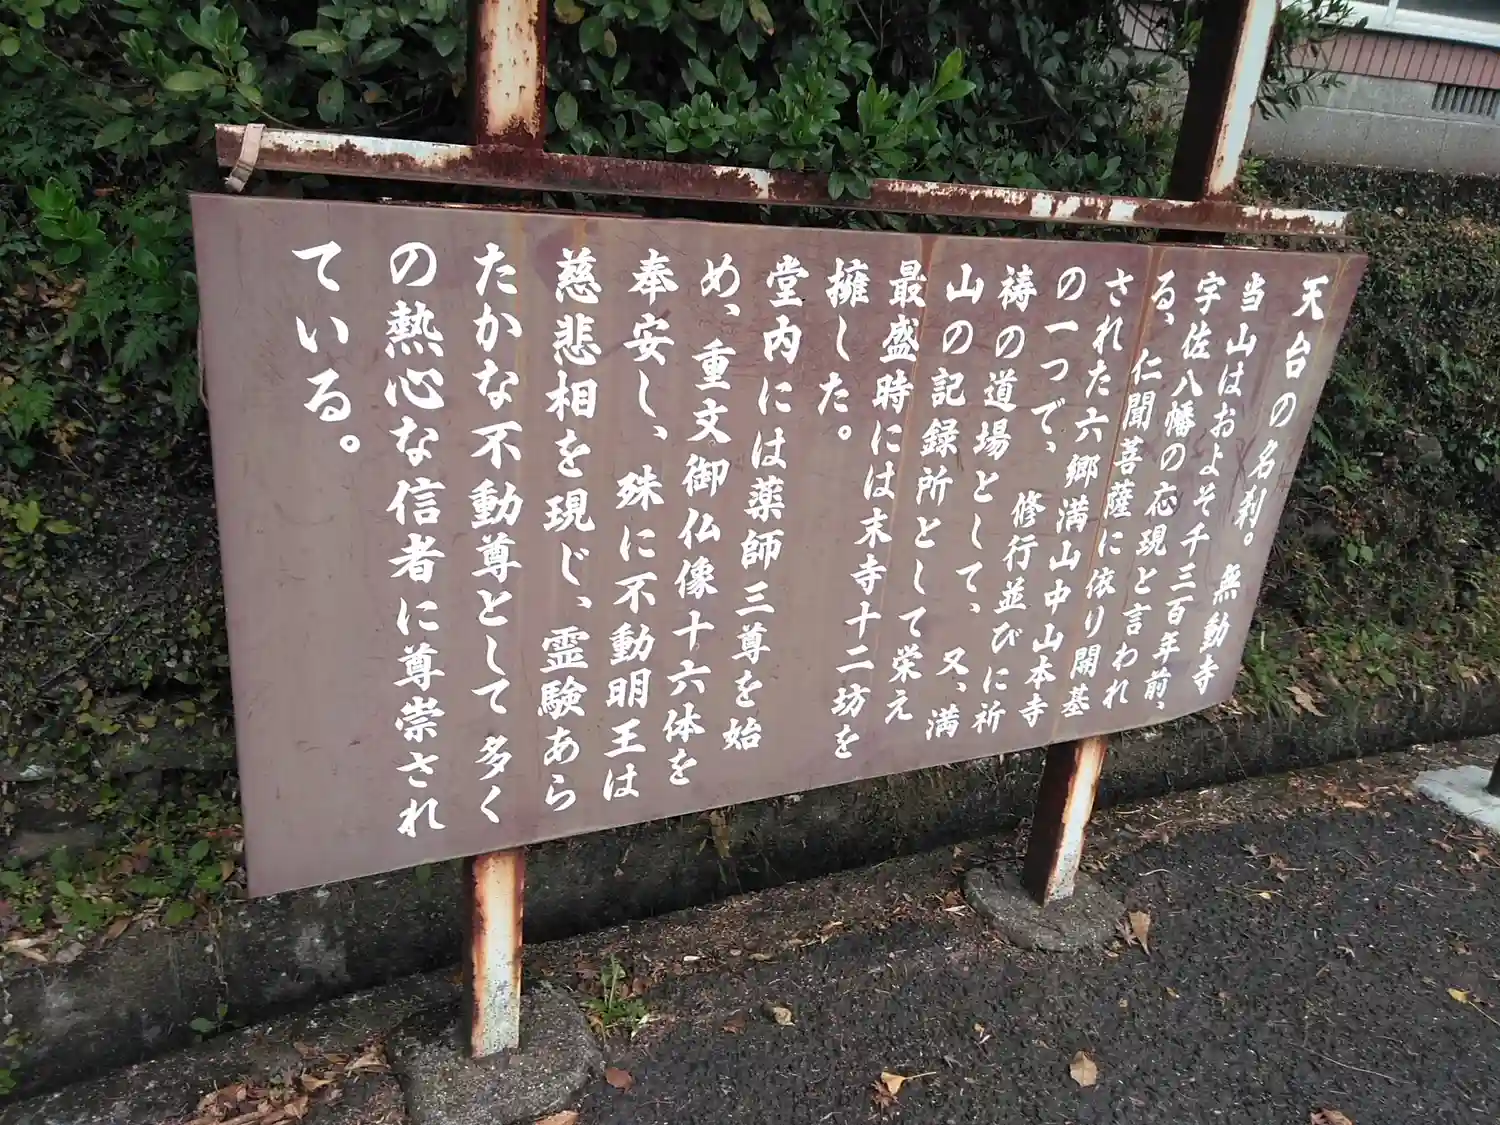 天台の名刹。無動寺
当山はおよそ千三百年前、
宇佐八幡の応現と言われ
る、仁聞菩薩に依り開基
された六郷満山中山本寺
の一つで、修行並びに祈
祷の道場として、又、満
山の記録所として栄え
最盛時には末寺十二坊を
擁した。
堂内には薬師三尊を始
め、重文御仏像十六体を
奉安し、殊に不動明王は
慈悲相を現じ、霊験あら
たかな不動尊として多く
の熱心な信者に尊崇され
ている。